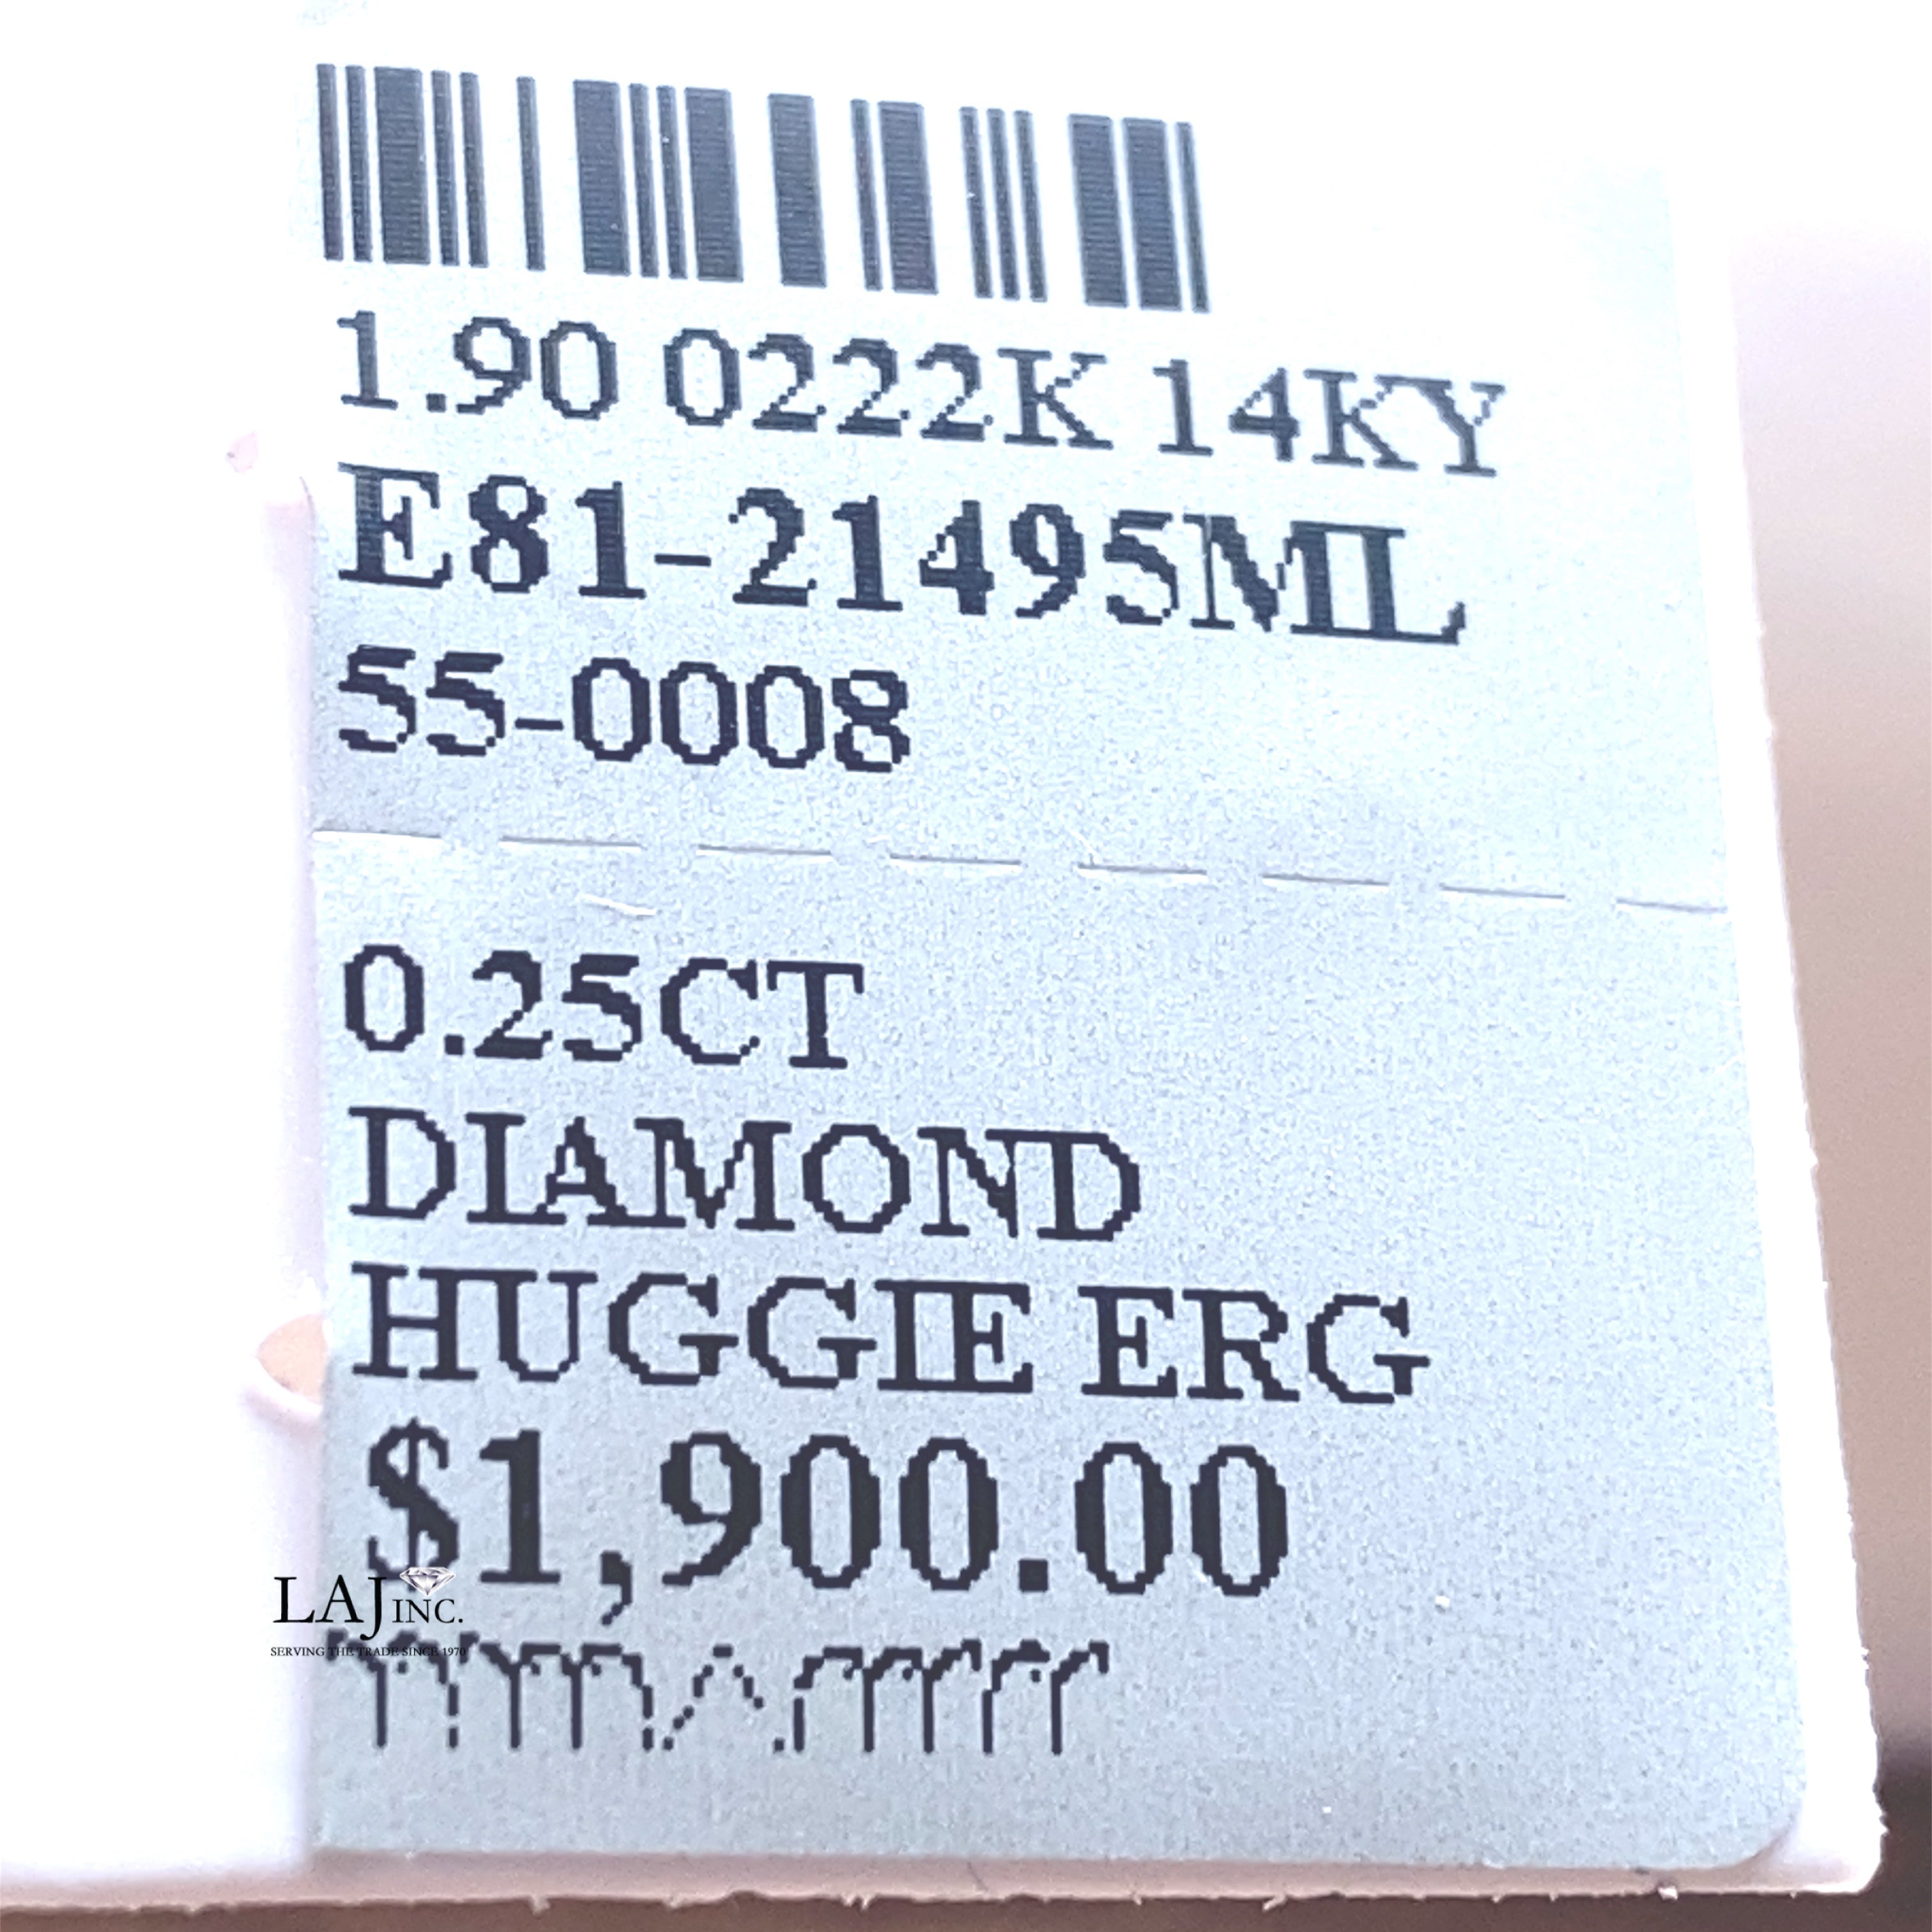 1.90 0222K 14KY
E81-21495ML
55-0008
0.25CT
DIAMOND
HUGGIE ERG
$1,900.00
LAJ INC.
SERVING THE TRADE SINCE 1970